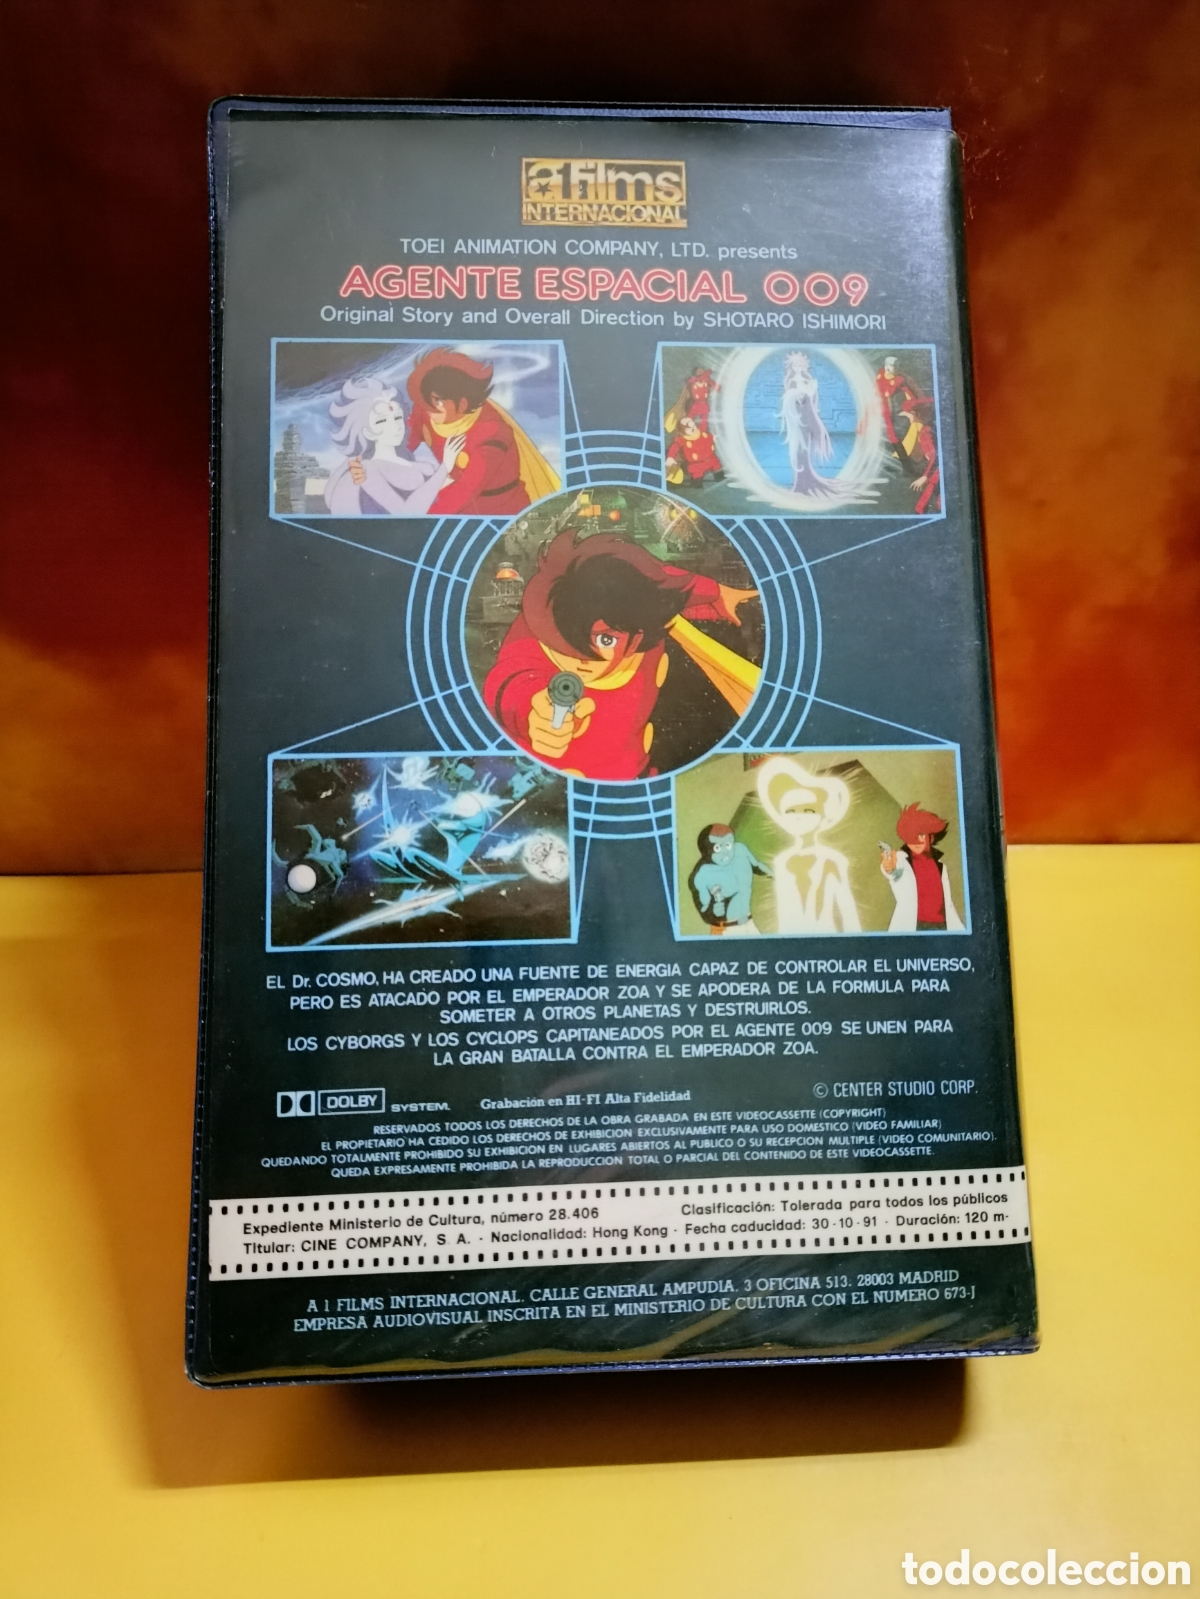 a1films
INTERNACIONAL
TOEI ANIMATION COMPANY, LTD. presents
AGENTE ESPACIAL 009
Original Story and Overall Direction by SHOTARO ISHIMORI
EL Dr. COSMO, HA CREADO UNA FUENTE DE ENERGIA CAPAZ DE CONTROLAR EL UNIVERSO,
PERO ES ATACADO POR EL EMPERADOR ZOA Y SE APODERA DE LA FORMULA PARA
SOMETER A OTROS PLANETAS Y DESTRUIRLOS.
LOS CYBORGS Y LOS CYCLOPS CAPITANEADOS POR EL AGENTE 009 SE UNEN PARA
LA GRAN BATALLA CONTRA EL EMPERADOR ZOA.
DOLBY SYSTEM. Grabación en HI-FI Alta Fidelidad © CENTER STUDIO CORP.
RESERVADOS TODOS LOS DERECHOS DE LA OBRA GRABADA EN ESTE VIDEOCASSETTE (COPYRIGHT)
EL PROPIETARIO HA CEDIDO LOS DERECHOS DE EXHIBICION EXCLUSIVAMENTE PARA USO DOMESTICO (VIDEO FAMILIAR)
QUEDANDO TOTALMENTE PROHIBIDO SU EXHIBICION EN LUGARES ABIERTOS AL PUBLICO O SU RECEPCION MULTIPLE (VIDEO COMUNITARIO).
QUEDA EXPRESAMENTE PROHIBIDA LA REPRODUCCION TOTAL O PARCIAL DEL CONTENIDO DE ESTE VIDEOCASSETTE.
Expediente Ministerio de Cultura, número 28.406 Clasificación: Tolerada para todos los públicos
Titular: CINE COMPANY, S. A. - Nacionalidad: Hong Kong - Fecha caducidad: 30-10-91 - Duración: 120 m.
A 1 FILMS INTERNACIONAL. CALLE GENERAL AMPUDIA. 3 OFICINA 513. 28003 MADRID
EMPRESA AUDIOVISUAL INSCRITA EN EL MINISTERIO DE CULTURA CON EL NUMERO 673-J
todocoleccion